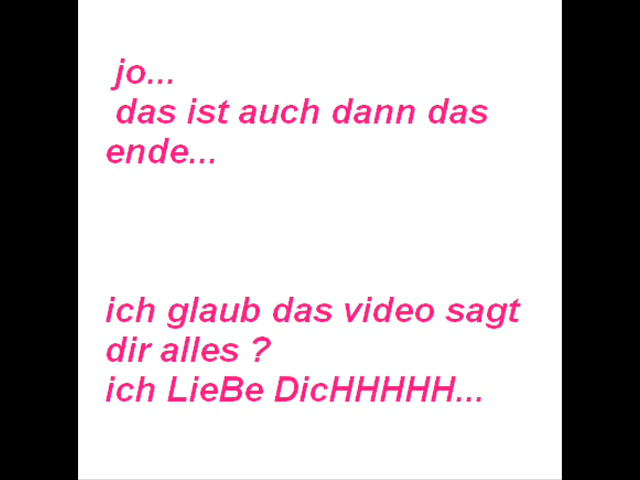 jo...
das ist auch dann das
ende...
ich glaub das video sagt
dir alles ?
ich LieBe DicHHHHH...